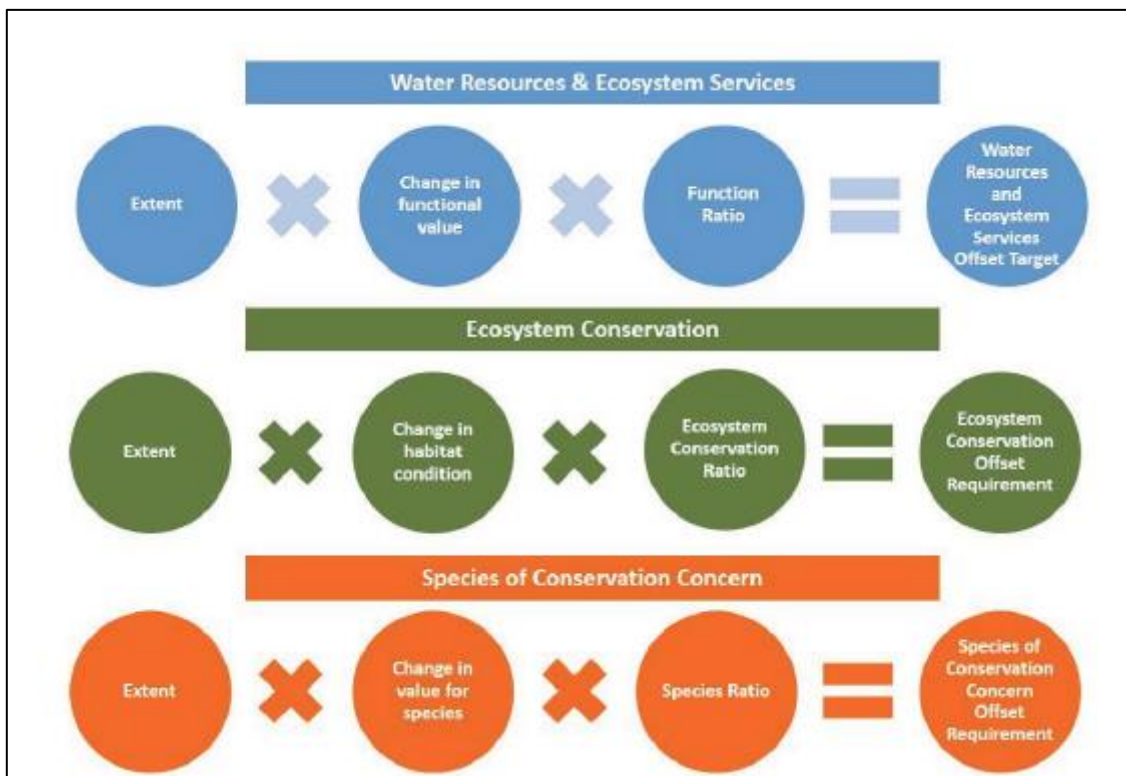 Water Resources & Ecosystem Services
Extent
Change in
functional
value
Function
Ratio
Water
Resources
and
Ecosystem
Services
Offset Target
Ecosystem Conservation
Extent
Change in
habitat
condition
Ecosystem
Conservation
Ratio
Ecosystem
Conservation
Offset
Requirement
Species of Conservation Concern
Extent
Change in
value for
species
Species Ratio
Species of
Conservation
Concern
Offset
Requirement